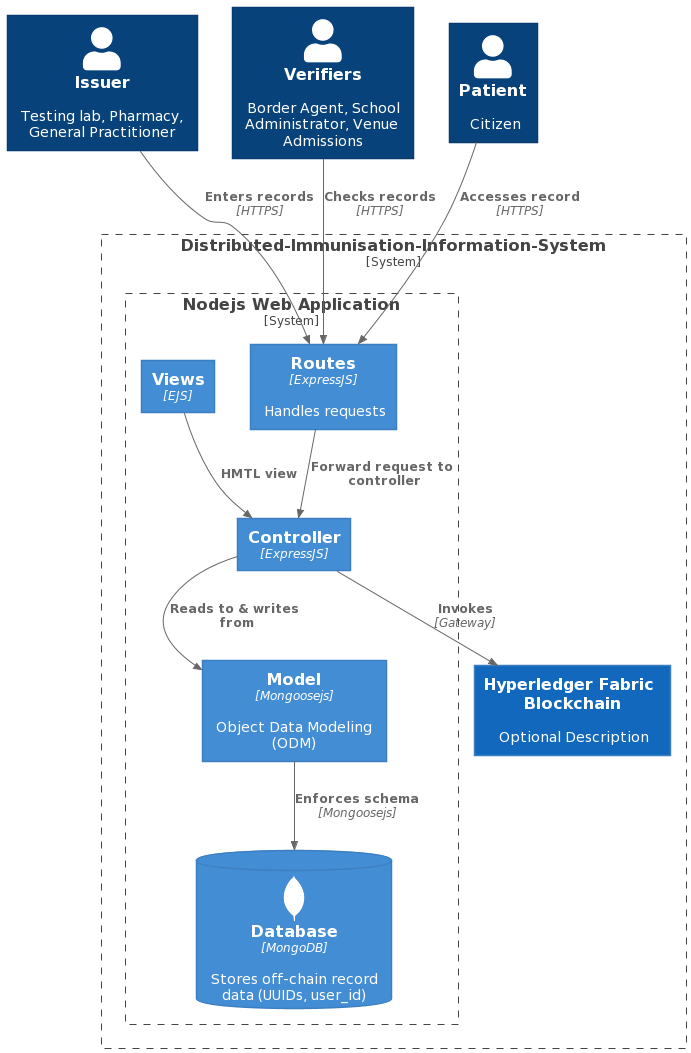 Issuer
Testing lab, Pharmacy,
General Practitioner
Verifiers
Border Agent, School
Administrator, Venue
Admissions
Patient
Citizen
Enters records
[HTTPS]
Checks records
[HTTPS]
Accesses record
[HTTPS]
Distributed-Immunisation-Information-System
[System]
Nodejs Web Application
[System]
Views
[EJS]
Routes
[ExpressJS]
Handles requests
HMTL view
Forward request to
controller
Controller
[ExpressJS]
Reads to & writes
from
Invokes
[Gateway]
Model
[Mongoosejs]
Object Data Modeling
(ODM)
Hyperledger Fabric
Blockchain
Optional Description
Enforces schema
[Mongoosejs]
Database
[MongoDB]
Stores off-chain record
data (UUIDs, user_id)